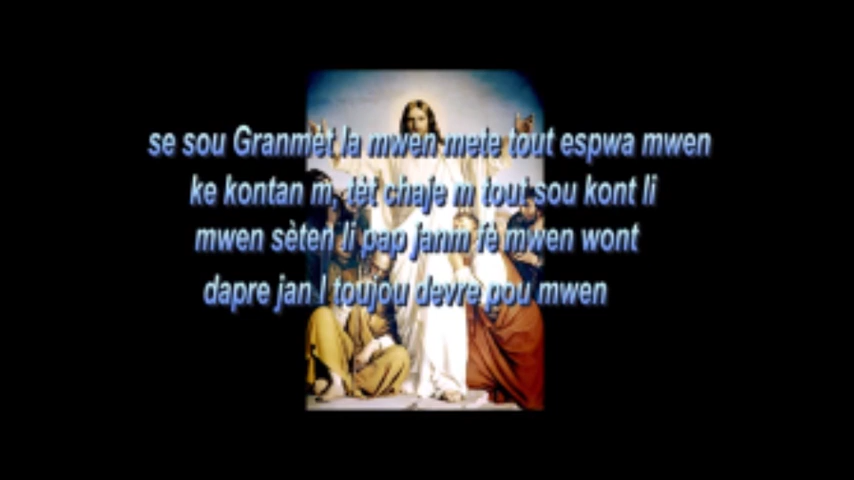 se sou Granmèt la mwen mete tout espwa mwen
ke kontan m, tèt chaje m tout sou kont li
mwen sèten li pap janm fè mwen wont
dapre jan l toujou devre pou mwen